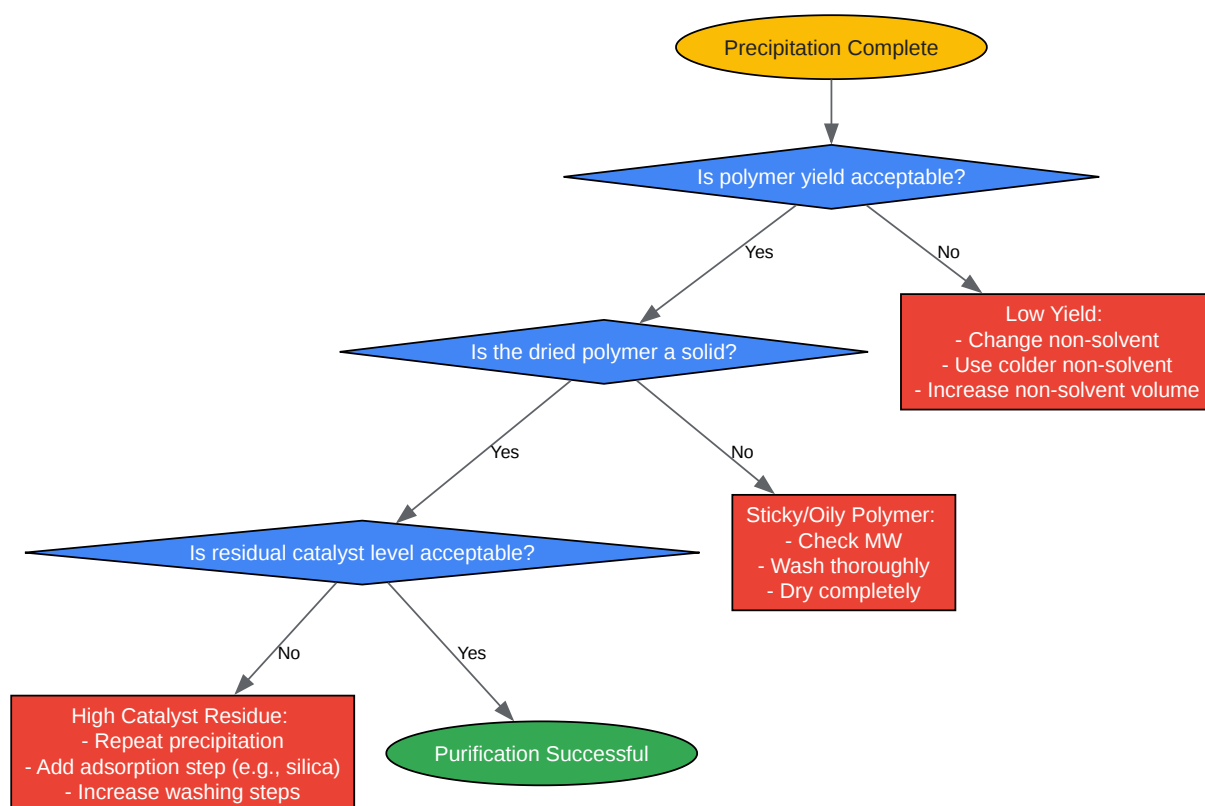 Precipitation Complete
Is polymer yield acceptable?
Yes
No
Low Yield:
- Change non-solvent
- Use colder non-solvent
- Increase non-solvent volume
Is the dried polymer a solid?
Yes
No
Sticky/Oily Polymer:
- Check MW
- Wash thoroughly
- Dry completely
Is residual catalyst level acceptable?
No
Yes
High Catalyst Residue:
- Repeat precipitation
- Add adsorption step (e.g., silica)
- Increase washing steps
Purification Successful